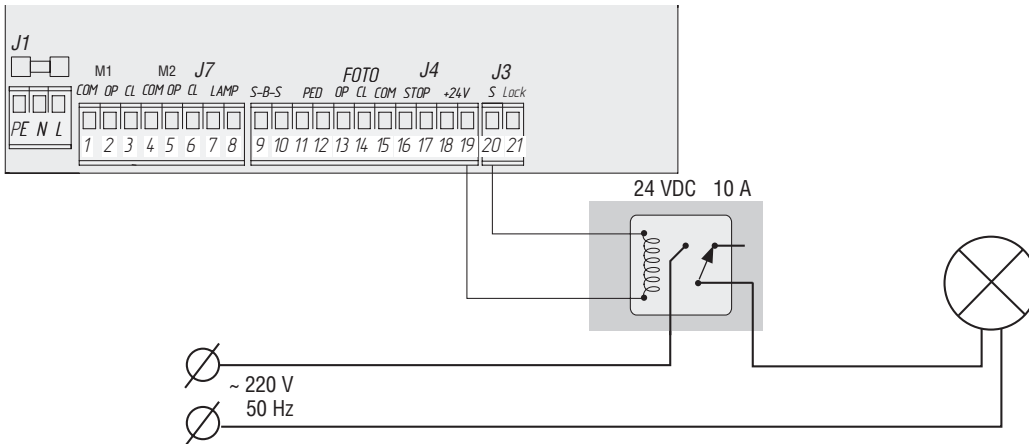 J1
M1 M2 J7 FOTO J4 J3
COM OP CL COM OP CL LAMP S-B-S PED OP CL COM STOP +24V S Lock
PE N L
1 2 3 4 5 6 7 8 9 10 11 12 13 14 15 16 17 18 19 20 21
24 VDC 10 A
~ 220 V
50 Hz